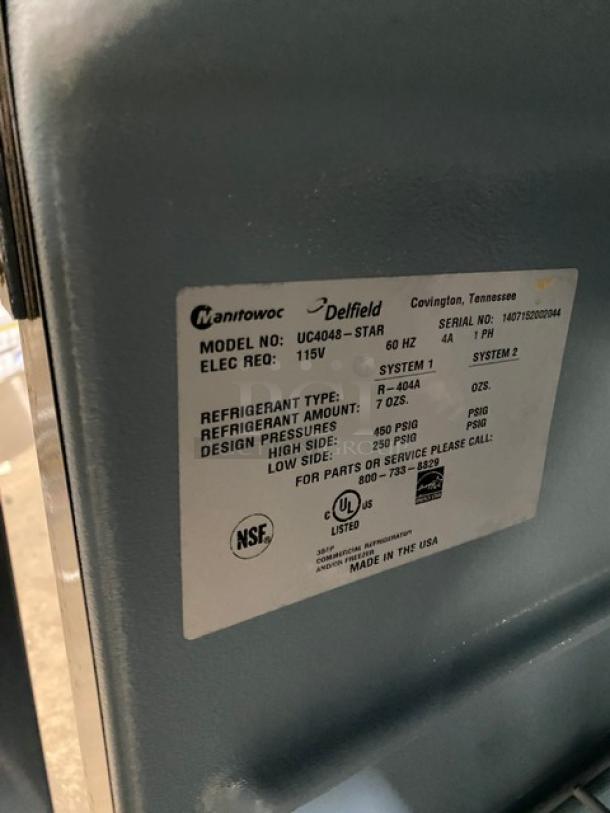 Manitowoc Delfield Covington, Tennessee
MODEL NO: UC4048-STAR SERIAL NO: 1407152002044
ELEC REQ: 115V 60 HZ 4A 1 PH
SYSTEM 1 SYSTEM 2
REFRIGERANT TYPE: R-404A
REFRIGERANT AMOUNT: 7 OZS. OZS.
DESIGN PRESSURES
HIGH SIDE: 450 PSIG PSIG
LOW SIDE: 250 PSIG PSIG
FOR PARTS OR SERVICE PLEASE CALL:
800-733-8829
NSF®
C UL US
LISTED
COMMERCIAL REFRIGERATOR
AND/OR FREEZER
MADE IN THE USA